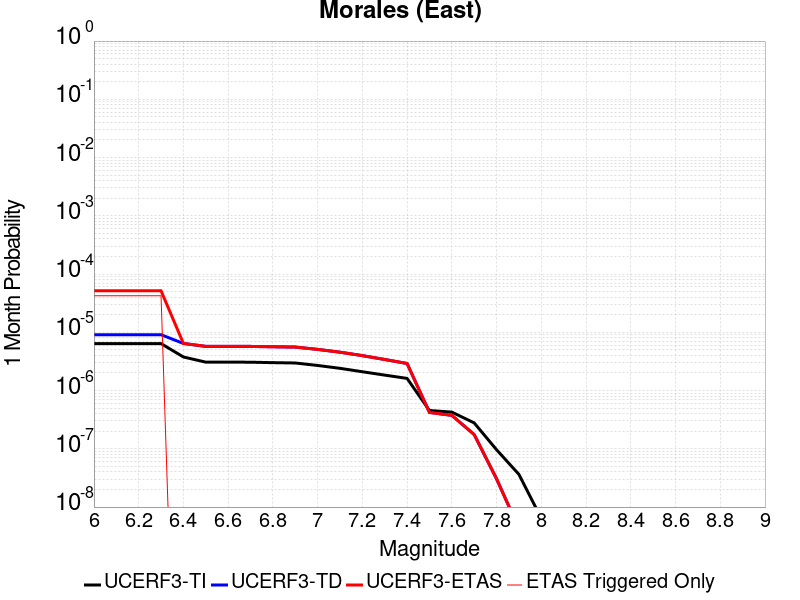 Morales (East)
1 Month Probability
10^0
10^-1
10^-2
10^-3
10^-4
10^-5
10^-6
10^-7
10^-8
6 6.2 6.4 6.6 6.8 7 7.2 7.4 7.6 7.8 8 8.2 8.4 8.6 8.8 9
Magnitude
UCERF3-TI UCERF3-TD UCERF3-ETAS ETAS Triggered Only